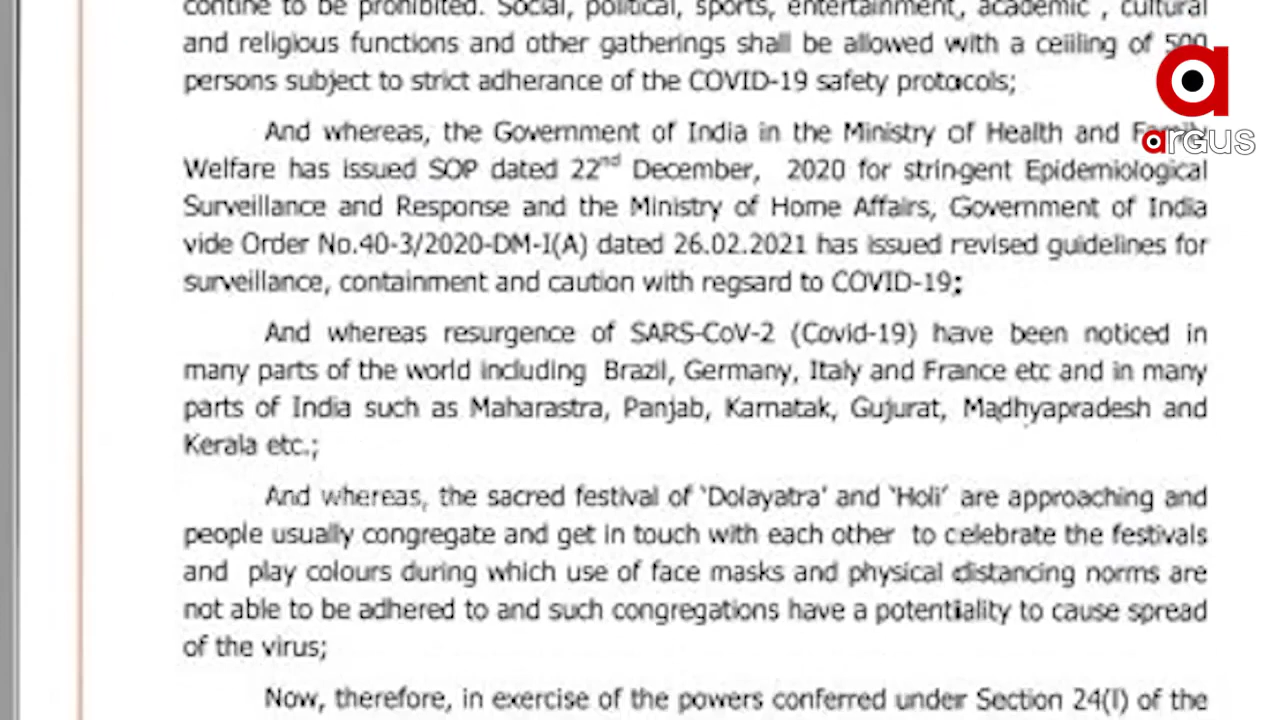 contine to be prohibited. Social, political, sports, entertainment, academic , cultural
and religious functions and other gatherings shall be allowed with a ceiiling of 500
persons subject to strict adherance of the COVID-19 safety protocols;
And whereas, the Government of India in the Ministry of Health and Family
Welfare has issued SOP dated 22nd December, 2020 for stringent Epidemiological
Surveillance and Response and the Ministry of Home Affairs, Government of India
vide Order No.40-3/2020-DM-I(A) dated 26.02.2021 has issued revised guidelines for
surveillance, containment and caution with regsard to COVID-19;
And whereas resurgence of SARS-CoV-2 (Covid-19) have been noticed in
many parts of the world including Brazil, Germany, Italy and France etc and in many
parts of India such as Maharastra, Panjab, Karnatak, Gujurat, Madhyapradesh and
Kerala etc.;
And whereas, the sacred festival of 'Dolayatra' and 'Holi' are approaching and
people usually congregate and get in touch with each other to celebrate the festivals
and play colours during which use of face masks and physical distancing norms are
not able to be adhered to and such congregations have a potentiality to cause spread
of the virus;
Now, therefore, in exercise of the powers conferred under Section 24(I) of the
a
argus